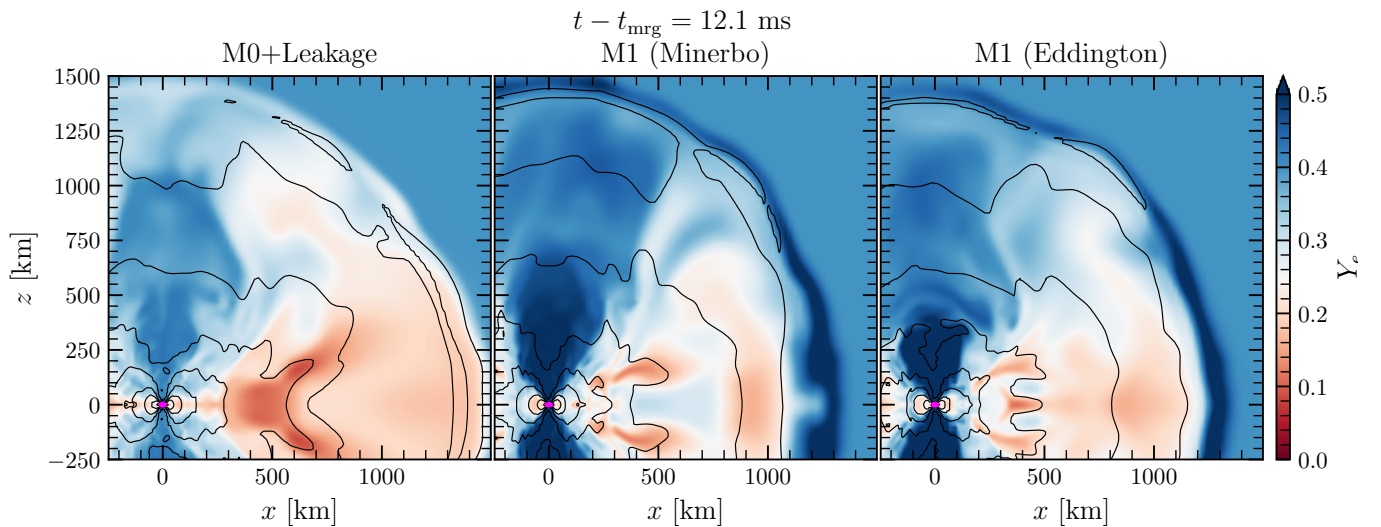 t − t_mrg = 12.1 ms
M0+Leakage M1 (Minerbo) M1 (Eddington)
1500
1250
1000
750
500
250
0
−250
z [km]
0 500 1000
0 500 1000
0 500 1000
x [km] x [km] x [km]
0.5
0.4
0.3
0.2
0.1
0.0
Y_e